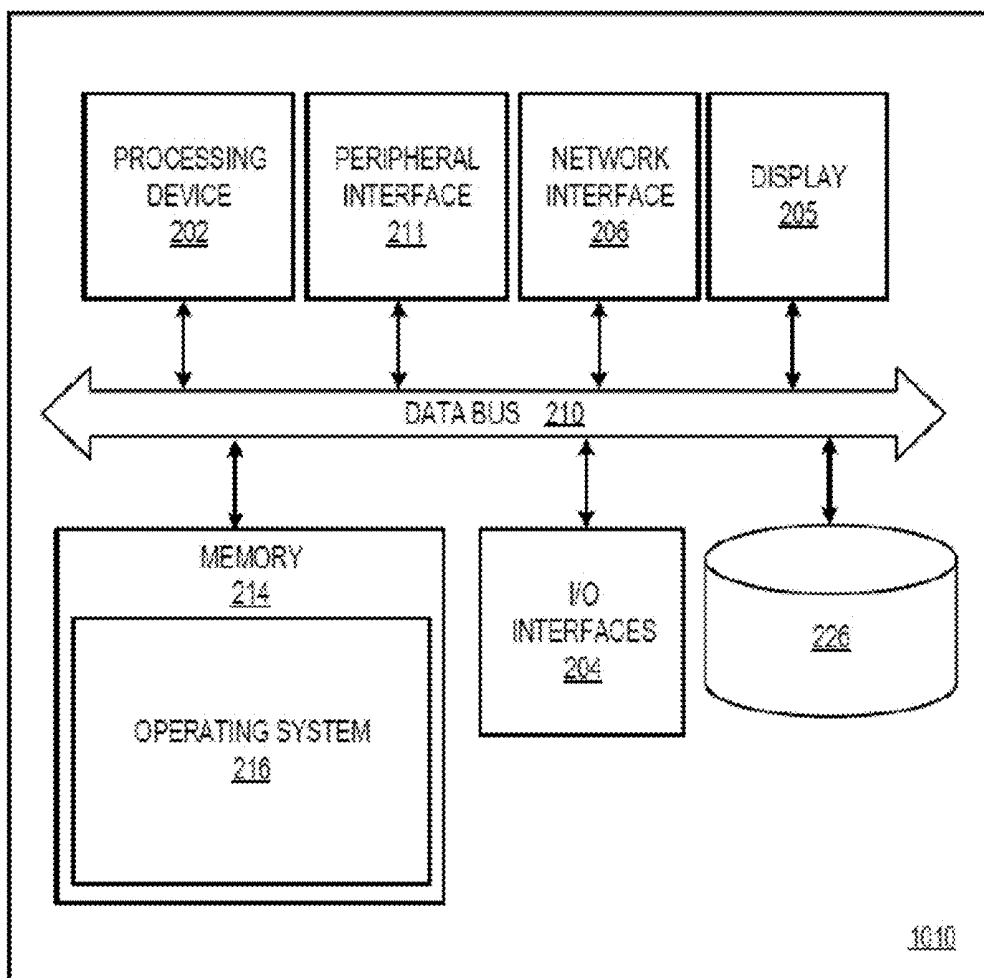 PROCESSING
DEVICE
202
PERIPHERAL
INTERFACE
211
NETWORK
INTERFACE
206
DISPLAY
205
DATA BUS 210
MEMORY
214
OPERATING SYSTEM
216
I/O
INTERFACES
204
226
1010